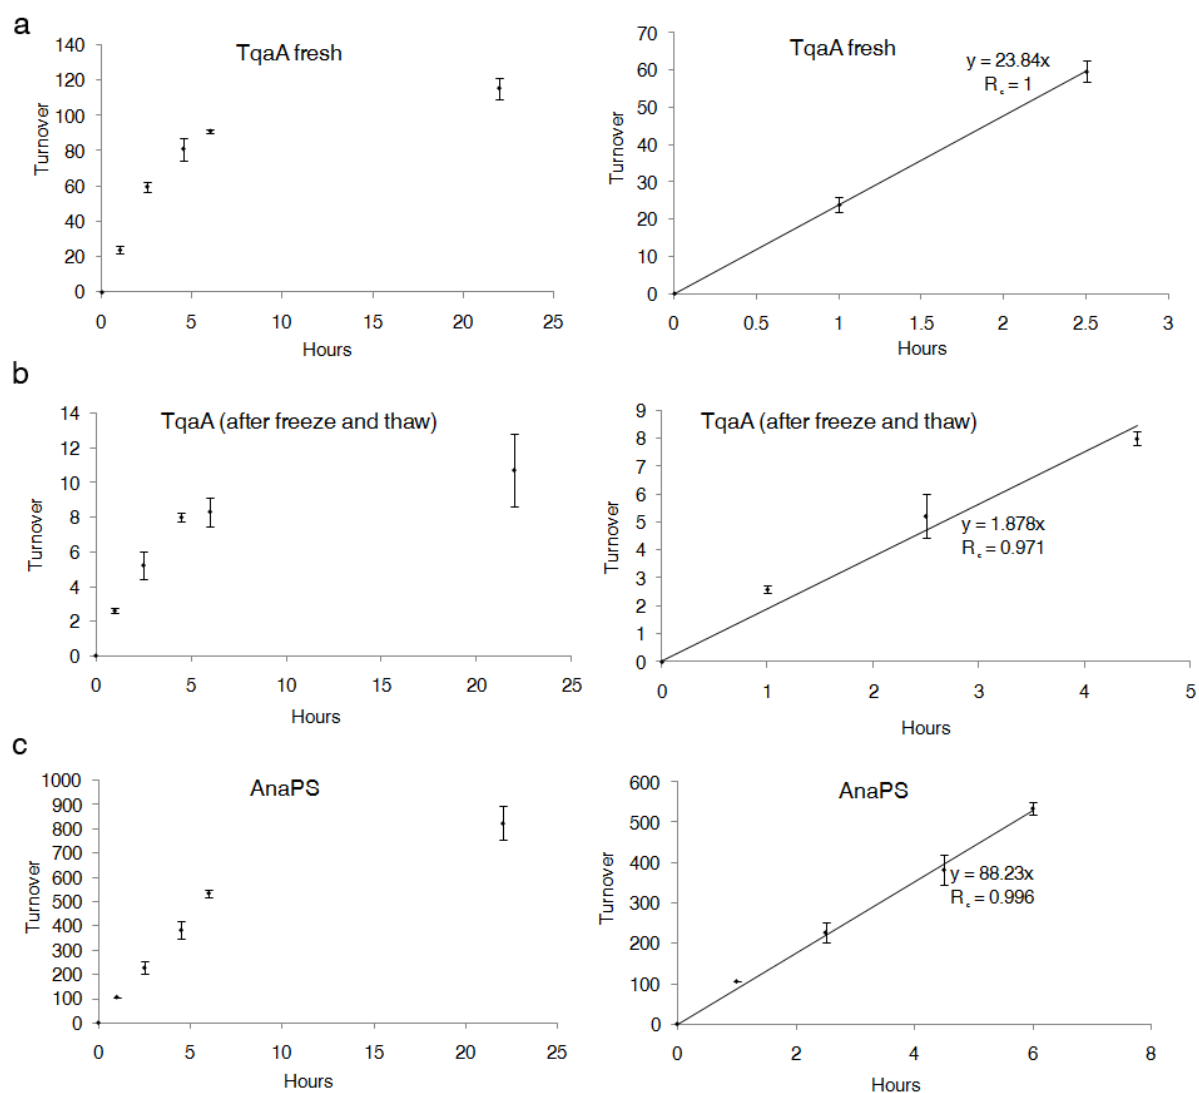 a
TqaA fresh
140
120
100
80
60
40
20
0
Turnover
0 5 10 15 20 25
Hours
TqaA fresh
y = 23.84x
R = 1
70
60
50
40
30
20
10
0
Turnover
0 0.5 1 1.5 2 2.5 3
Hours
b
TqaA (after freeze and thaw)
14
12
10
8
6
4
2
0
Turnover
0 5 10 15 20 25
Hours
TqaA (after freeze and thaw)
y = 1.878x
R = 0.971
9
8
7
6
5
4
3
2
1
0
Turnover
0 1 2 3 4 5
Hours
c
AnaPS
1000
900
800
700
600
500
400
300
200
100
0
Turnover
0 5 10 15 20 25
Hours
AnaPS
y = 88.23x
R = 0.996
600
500
400
300
200
100
0
Turnover
0 2 4 6 8
Hours